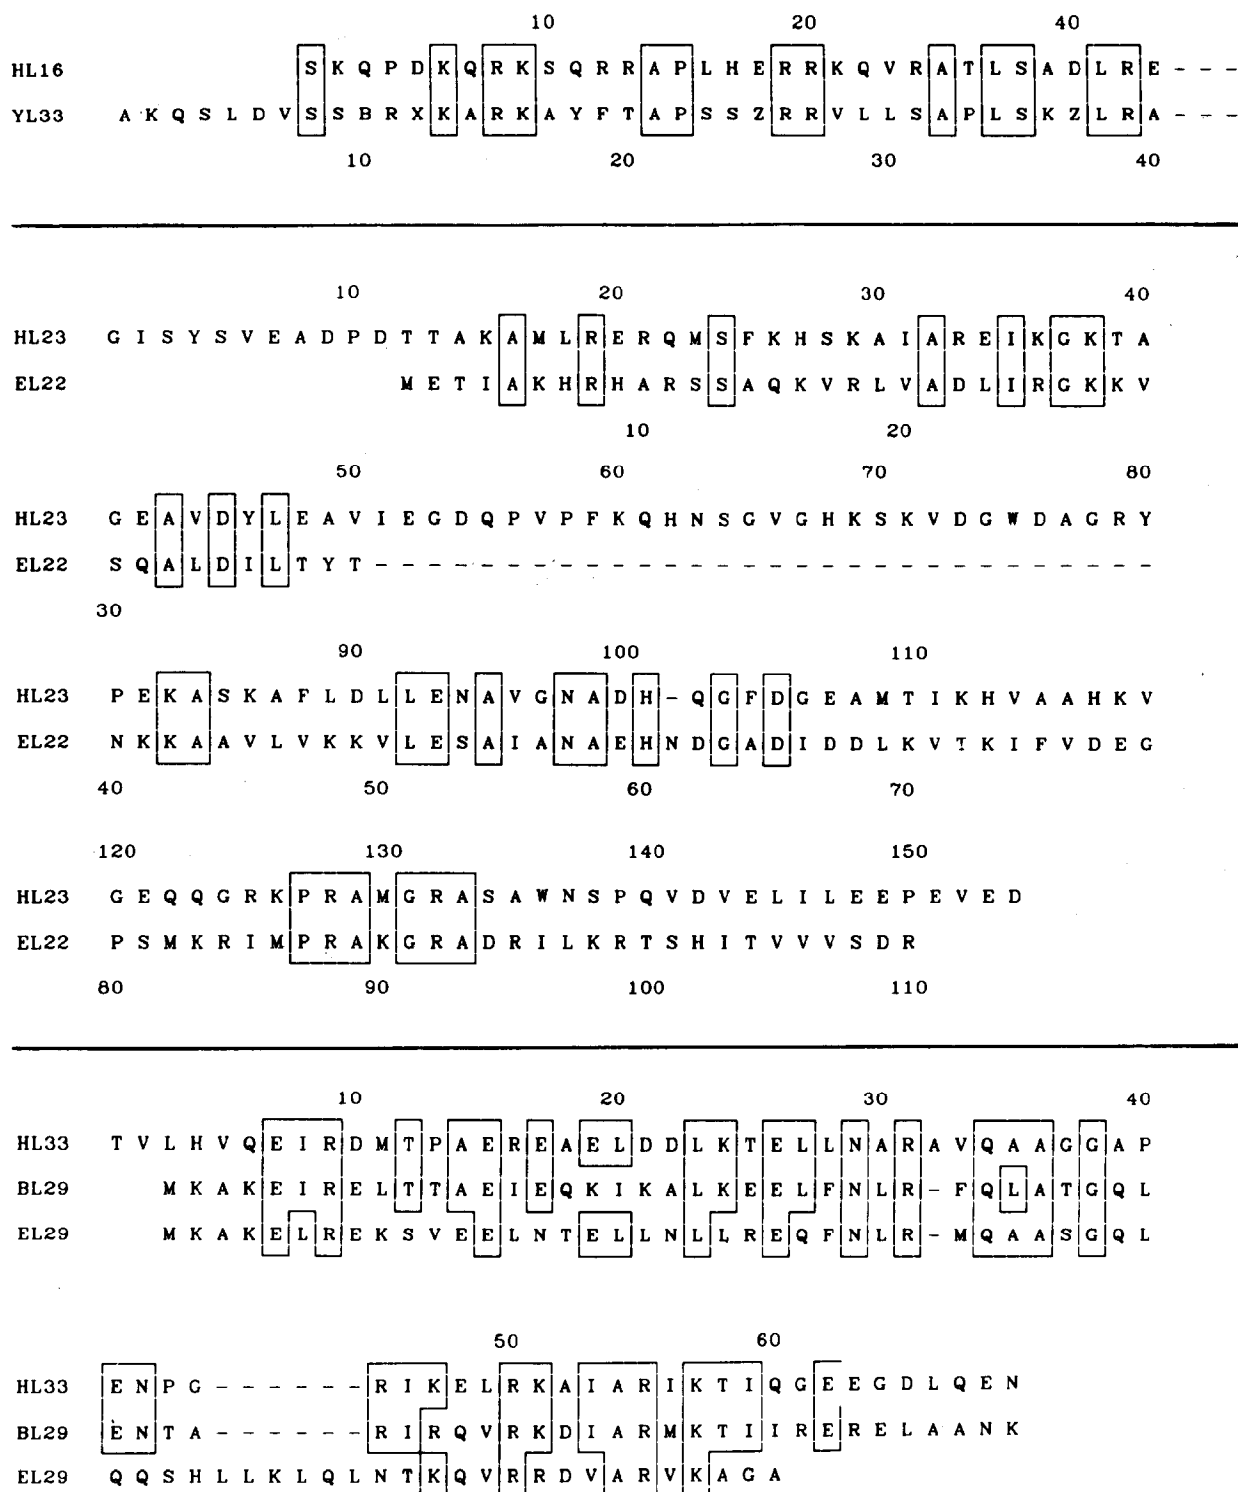 10 20 40
HL16 S K Q P D K Q R K S Q R R A P L H E R R K Q V R A T L S A D L R E - - -
YL33 A K Q S L D V S S B R X K A R K A Y F T A P S S Z R R V L L S A P L S K Z L R A - - -
10 20 30 40
10 20 30 40
HL23 G I S Y S V E A D P D T T A K A M L R E R Q M S F K H S K A I A R E I K G K T A
EL22 M E T I A K H R H A R S S A Q K V R L V A D L I R G K K V
10 20
50 60 70 80
HL23 G E A V D Y L E A V I E G D Q P V P F K Q H N S G V G H K S K V D G W D A G R Y
EL22 S Q A L D I L T Y T - - - - - - - - - - - - - - - - - - - - - - - - - - - - - -
30
90 100 110
HL23 P E K A S K A F L D L L E N A V G N A D H - Q G F D G E A M T I K H V A A H K V
EL22 N K K A A V L V K K V L E S A I A N A E H N D G A D I D D L K V T K I F V D E G
40 50 60 70
120 130 140 150
HL23 G E Q Q G R K P R A M G R A S A W N S P Q V D V E L I L E E P E V E D
EL22 P S M K R I M P R A K G R A D R I L K R T S H I T V V V S D R
80 90 100 110
10 20 30 40
HL33 T V L H V Q E I R D M T P A E R E A E L D D L K T E L L N A R A V Q A A G G A P
BL29 M K A K E I R E L T T A E I E Q K I K A L K E E L F N L R - F Q L A T G Q L
EL29 M K A K E L R E K S V E E L N T E L L N L L R E Q F N L R - M Q A A S G Q L
50 60
HL33 E N P G - - - - - - R I K E L R K A I A R I K T I Q G E E G D L Q E N
BL29 E N T A - - - - - - R I R Q V R K D I A R M K T I I R E R E L A A N K
EL29 Q Q S H L L K L Q L N T K Q V R R D V A R V K A G A